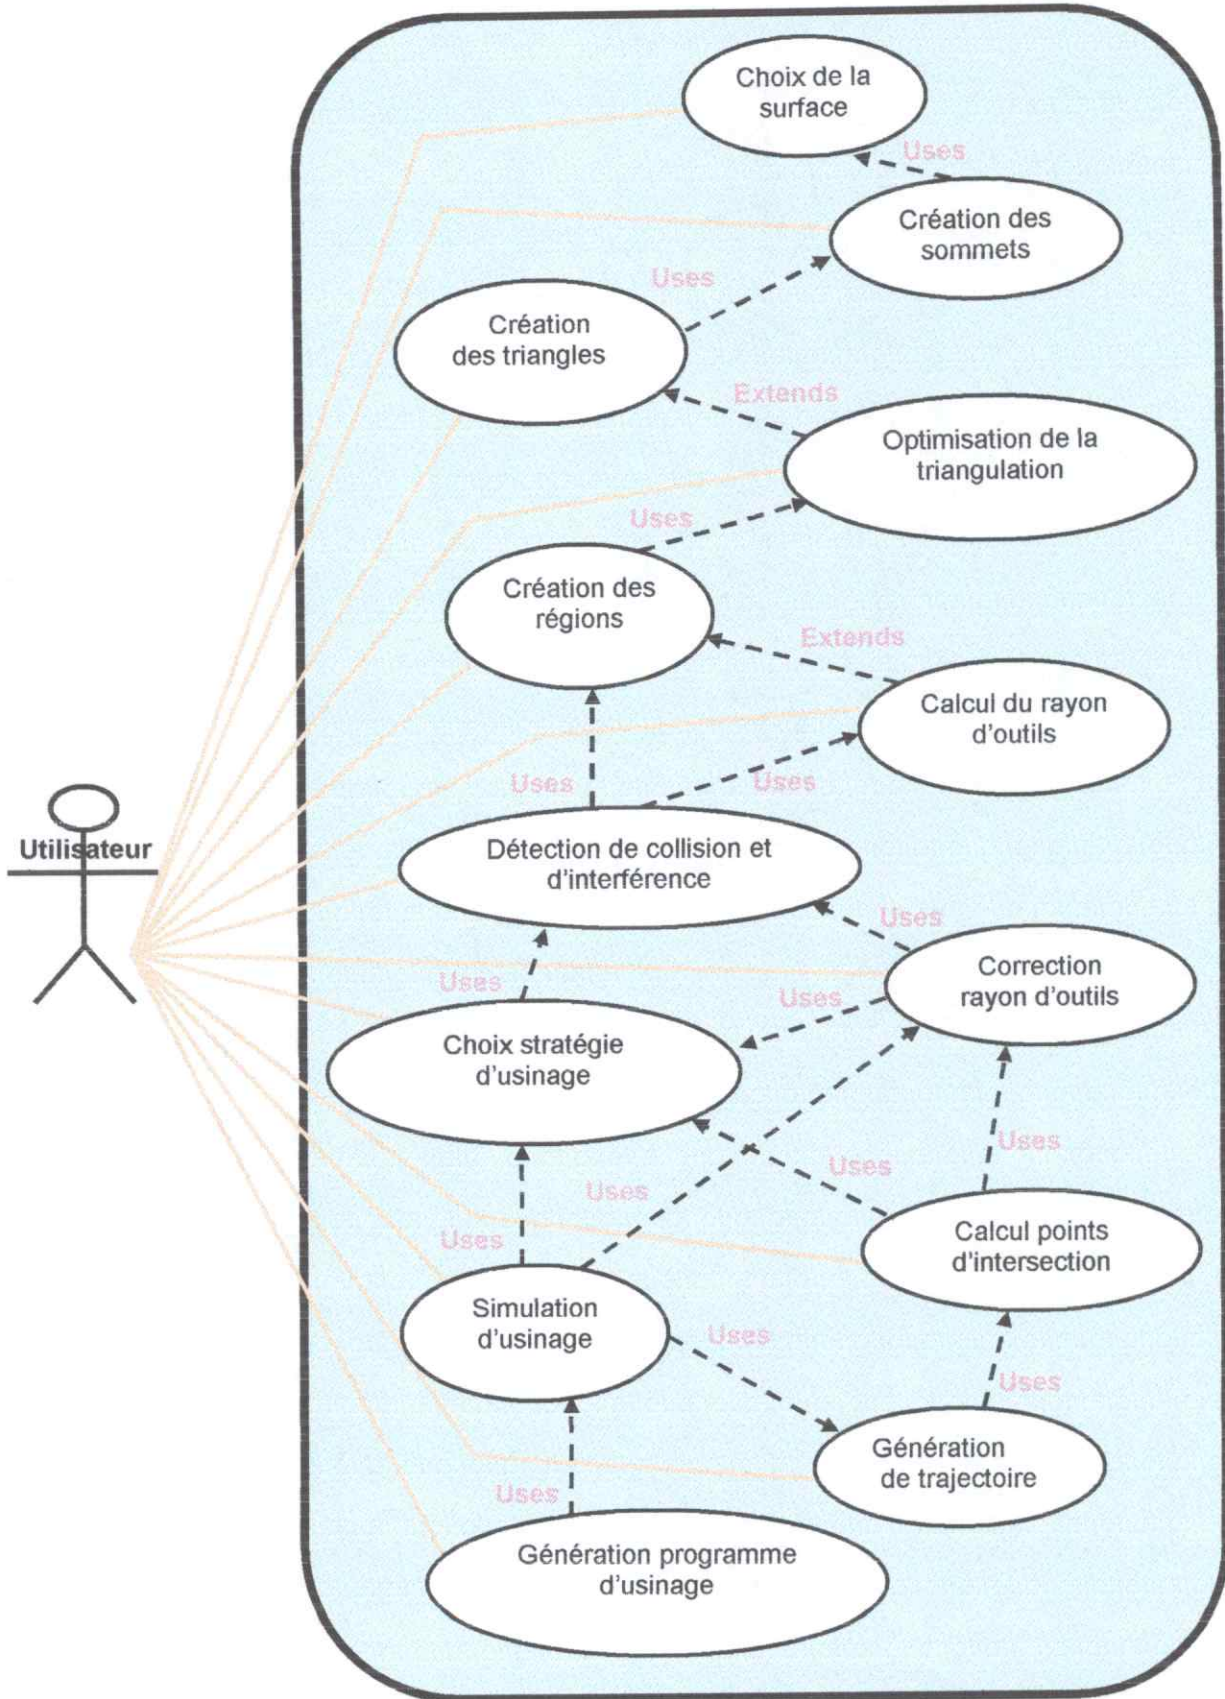 Choix de la
surface
Uses
Création des
sommets
Uses
Création
des triangles
Extends
Optimisation de la
triangulation
Uses
Création des
régions
Extends
Calcul du rayon
d'outils
Uses
Uses
Utilisateur
Détection de collision et
d'interférence
Uses
Correction
rayon d'outils
Uses
Uses
Choix stratégie
d'usinage
Uses
Uses
Uses
Uses
Calcul points
d'intersection
Simulation
d'usinage
Uses
Uses
Génération
de trajectoire
Uses
Génération programme
d'usinage